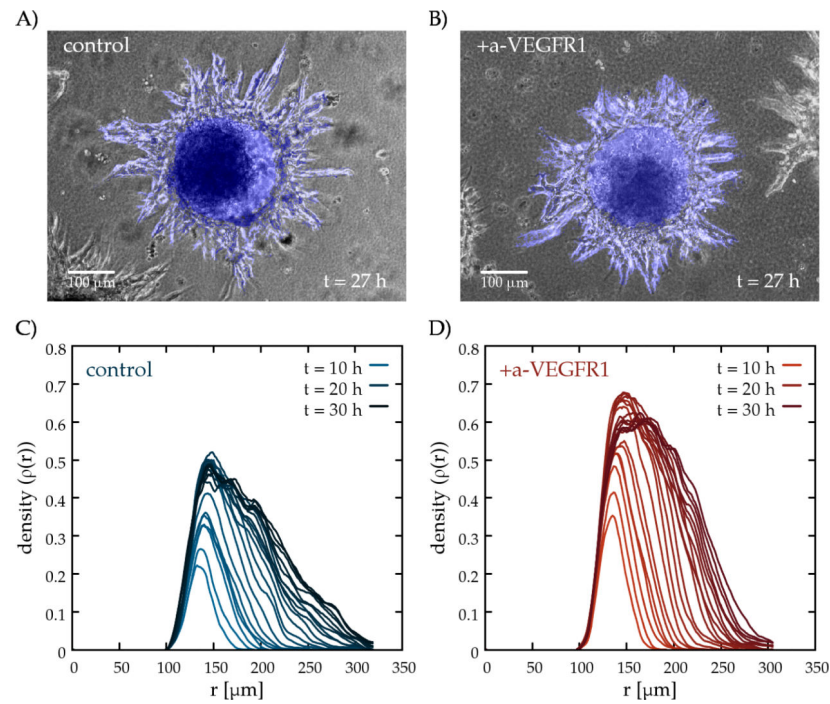 A)
control
100 μm
t = 27 h
B)
+a-VEGFR1
100 μm
t = 27 h
C)
control
t = 10 h
t = 20 h
t = 30 h
density (ρ(r))
0.8
0.7
0.6
0.5
0.4
0.3
0.2
0.1
0
0 50 100 150 200 250 300 350
r [μm]
D)
+a-VEGFR1
t = 10 h
t = 20 h
t = 30 h
density (ρ(r))
0.8
0.7
0.6
0.5
0.4
0.3
0.2
0.1
0
0 50 100 150 200 250 300 350
r [μm]